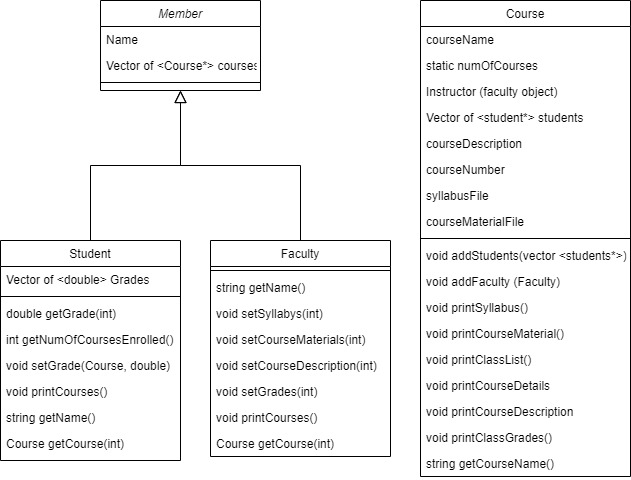 Member
Name
Vector of <Course*> courses
Student
Vector of <double> Grades
double getGrade(int)
int getNumOfCoursesEnrolled()
void setGrade(Course, double)
void printCourses()
string getName()
Course getCourse(int)
Faculty
string getName()
void setSyllabys(int)
void setCourseMaterials(int)
void setCourseDescription(int)
void setGrades(int)
void printCourses()
Course getCourse(int)
Course
courseName
static numOfCourses
Instructor (faculty object)
Vector of <student*> students
courseDescription
courseNumber
syllabusFile
courseMaterialFile
void addStudents(vector <students*>)
void addFaculty (Faculty)
void printSyllabus()
void printCourseMaterial()
void printClassList()
void printCourseDetails
void printCourseDescription
void printClassGrades()
string getCourseName()